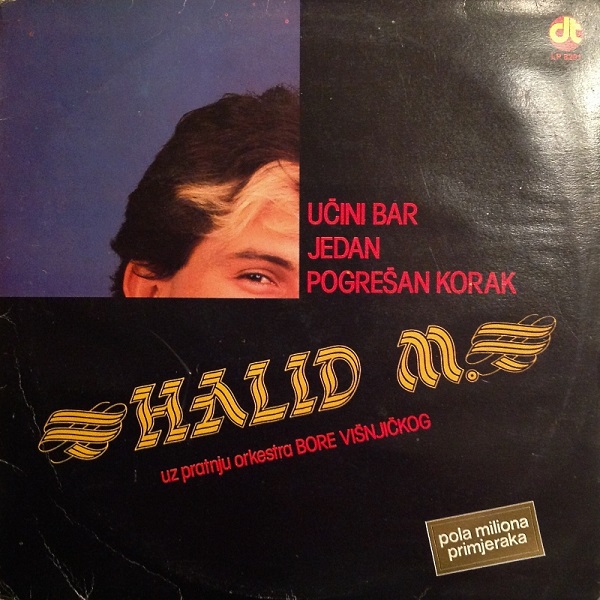 dt
UČINI BAR
JEDAN
POGREŠAN KORAK
HALID M.
uz pratnju orkestra BORE VIŠNJIČKOG
pola miliona
primjeraka